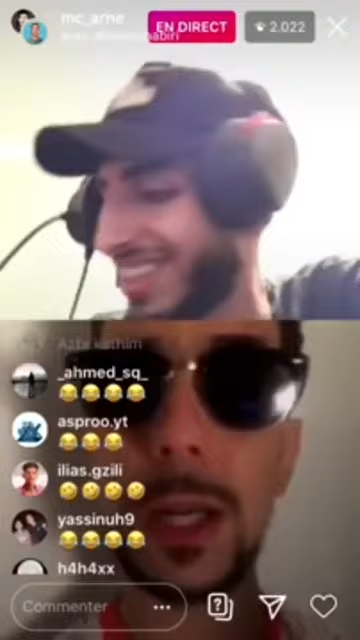 mc_arne
EN DIRECT
2.022
_ahmed_sq_
asproo.yt
ilias.gzili
yassinuh9
h4h4xx
Commenter